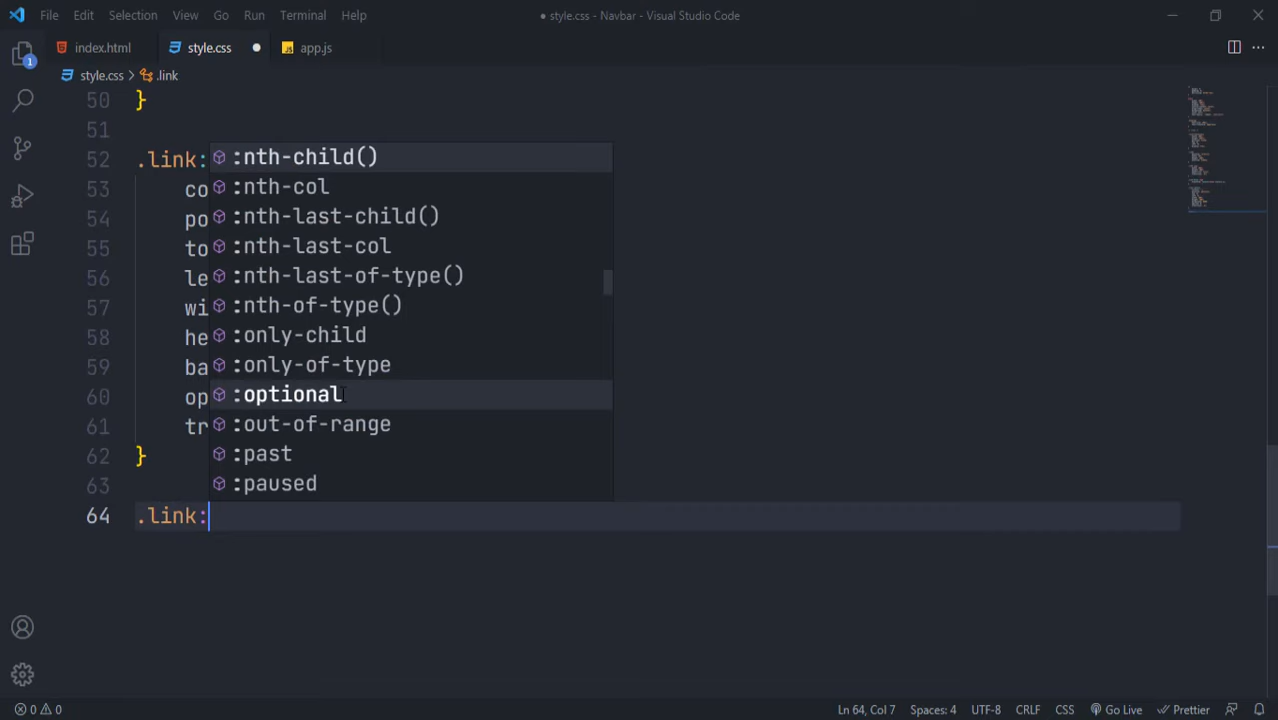 File Edit Selection View Go Run Terminal Help
● style.css - Navbar - Visual Studio Code
index.html style.css ● app.js
style.css > .link
50 }
51
52 .link:
53 co
54 po
55 to
56 le
57 wi
58 he
59 ba
60 op
61 tr
62 }
63
64 .link:
:nth-child()
:nth-col
:nth-last-child()
:nth-last-col
:nth-last-of-type()
:nth-of-type()
:only-child
:only-of-type
:optional
:out-of-range
:past
:paused
1
0 0 Ln 64, Col 7 Spaces: 4 UTF-8 CRLF CSS Go Live Prettier